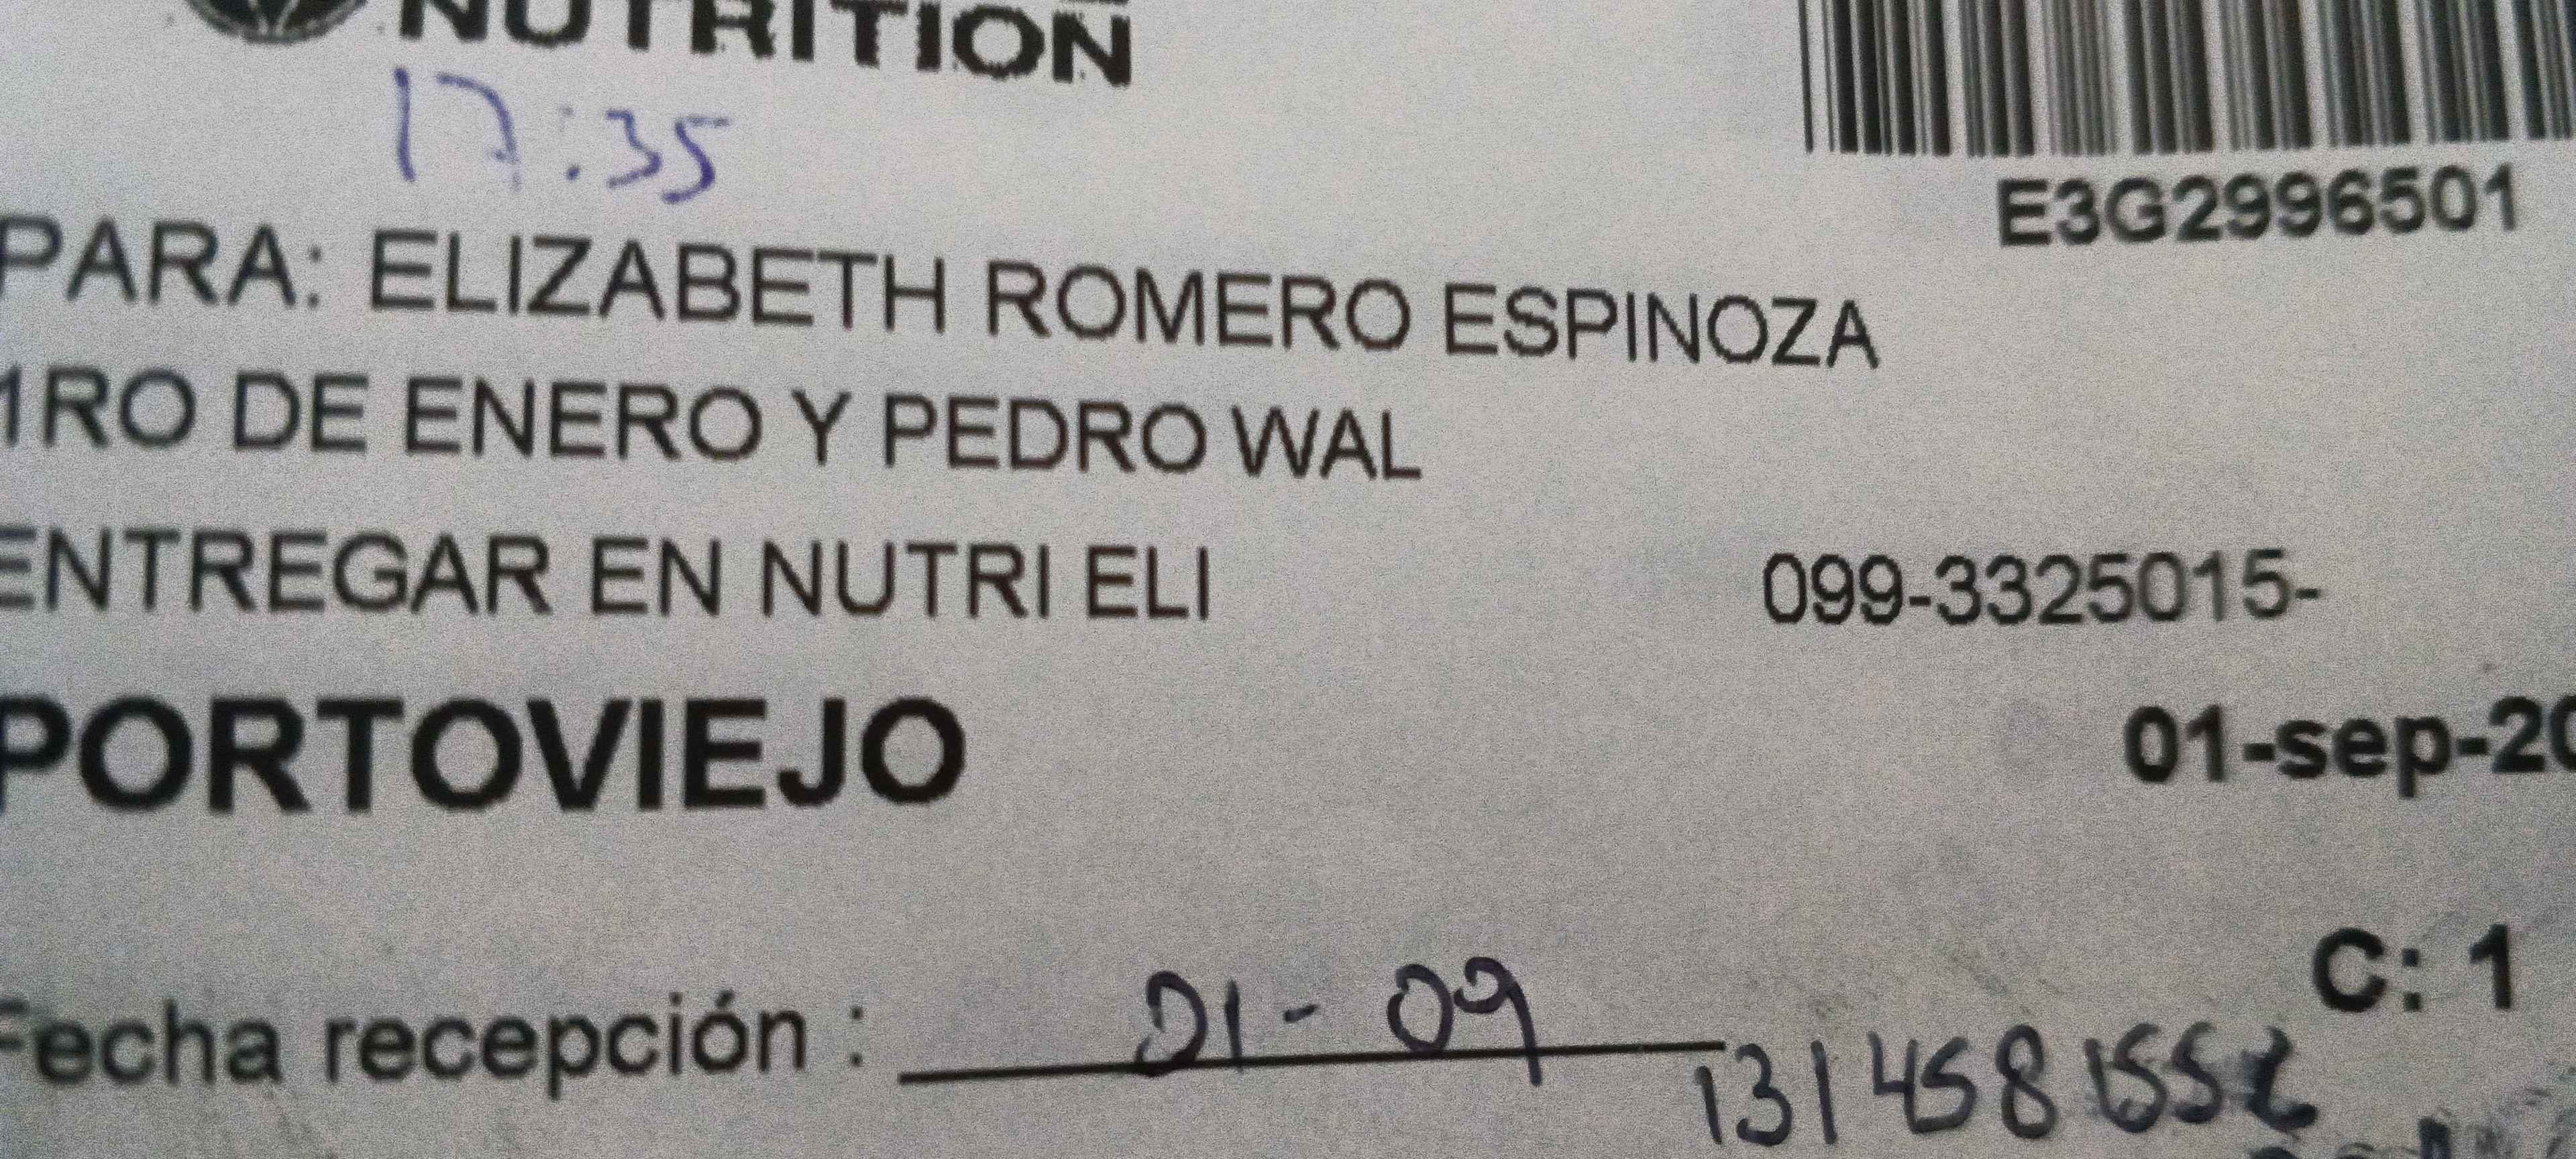 NUTRITION
17:35
E3G2996501
PARA: ELIZABETH ROMERO ESPINOZA
1RO DE ENERO Y PEDRO WAL
ENTREGAR EN NUTRI ELI 099-3325015-
PORTOVIEJO 01-sep-20
C: 1
Fecha recepción : 01-09